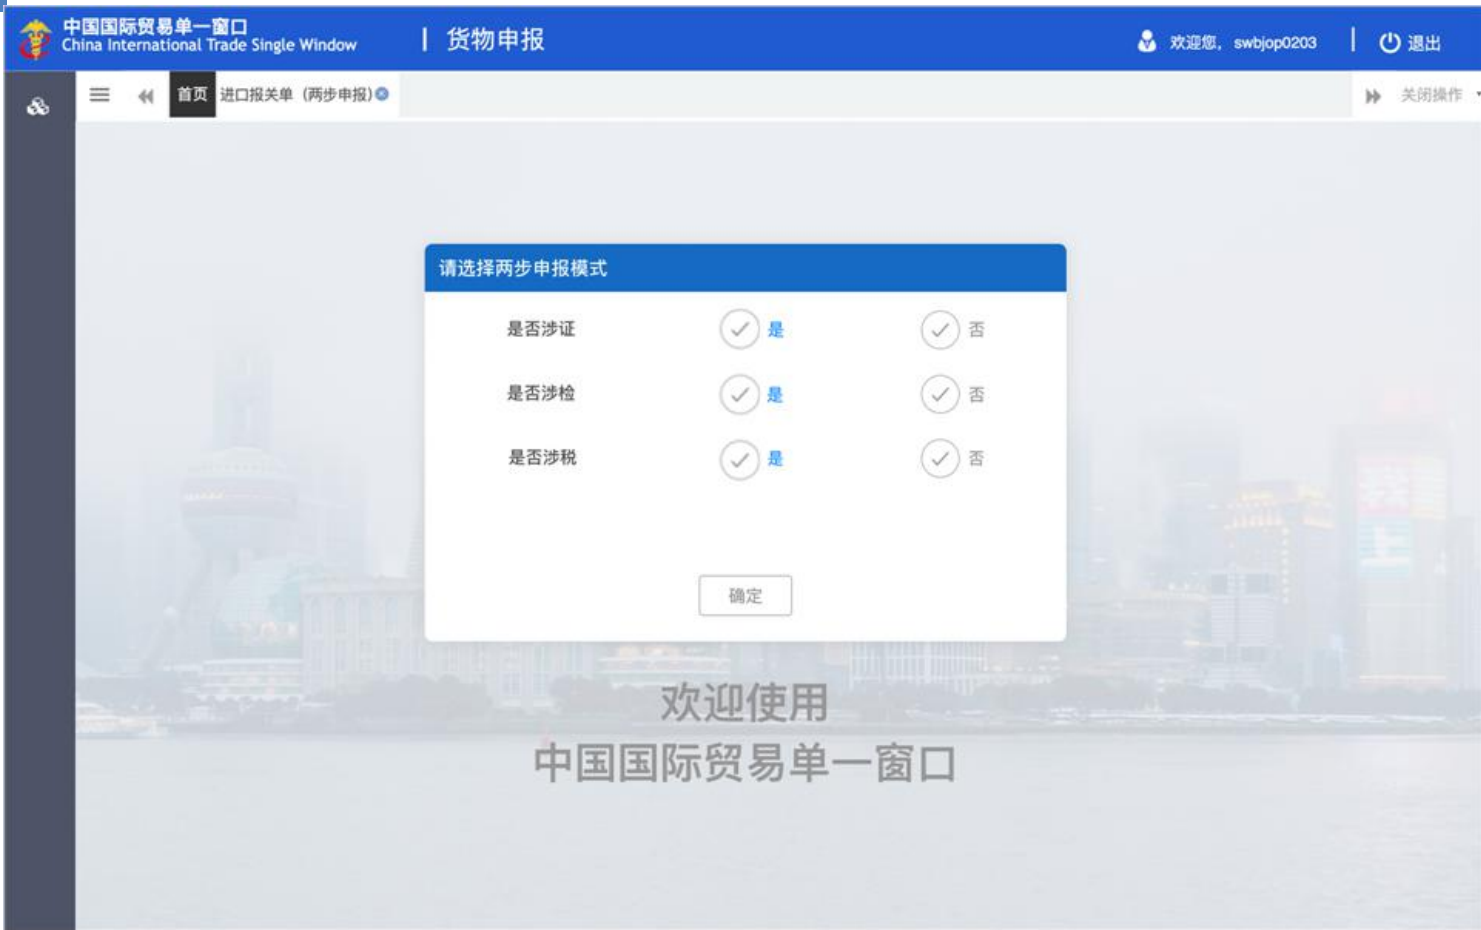 中国国际贸易单一窗口
China International Trade Single Window
货物申报
欢迎您，swbjop0203
退出
首页 进口报关单（两步申报）
关闭操作
请选择两步申报模式
是否涉证 是 否
是否涉检 是 否
是否涉税 是 否
确定
欢迎使用
中国国际贸易单一窗口